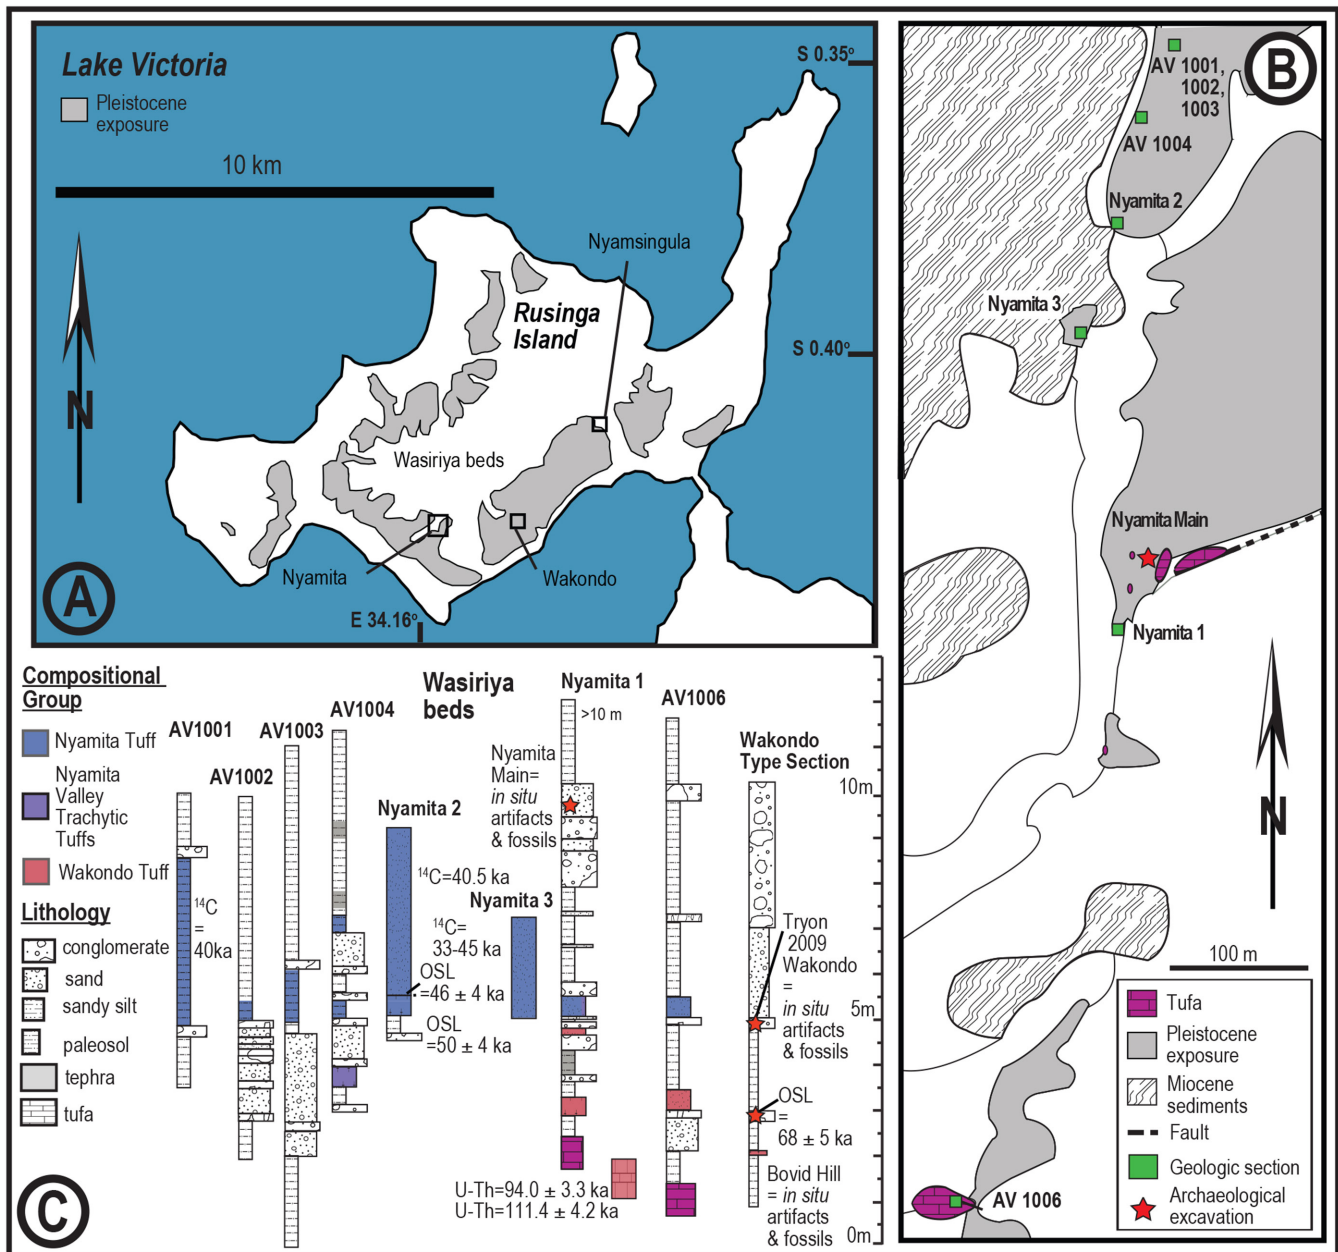 Lake Victoria
Pleistocene
exposure
10 km
S 0.35°
S 0.40°
N
Nyamsingula
Rusinga
Island
Wasiriya beds
Nyamita
Wakondo
E 34.16°
A
B
AV 1001,
1002,
1003
AV 1004
Nyamita 2
Nyamita 3
Nyamita Main
Nyamita 1
N
100 m
AV 1006
Tufa
Pleistocene
exposure
Miocene
sediments
Fault
Geologic section
Archaeological
excavation
Compositional
Group
Nyamita Tuff
Nyamita
Valley
Trachytic
Tuffs
Wakondo Tuff
Lithology
conglomerate
sand
sandy silt
paleosol
tephra
tufa
C
Wasiriya
beds
AV1001
14C
=
40ka
AV1002
AV1003
AV1004
Nyamita 2
14C=40.5 ka
Nyamita 3
14C=
33-45 ka
OSL
=46 ± 4 ka
OSL
=50 ± 4 ka
Nyamita 1
>10 m
Nyamita
Main=
in situ
artifacts
& fossils
U-Th=94.0 ± 3.3 ka
U-Th=111.4 ± 4.2 ka
AV1006
Wakondo
Type Section
Tryon
2009
Wakondo
=
in situ
artifacts
& fossils
OSL
=
68 ± 5 ka
Bovid Hill
= in situ
artifacts
& fossils
10m
5m
0m